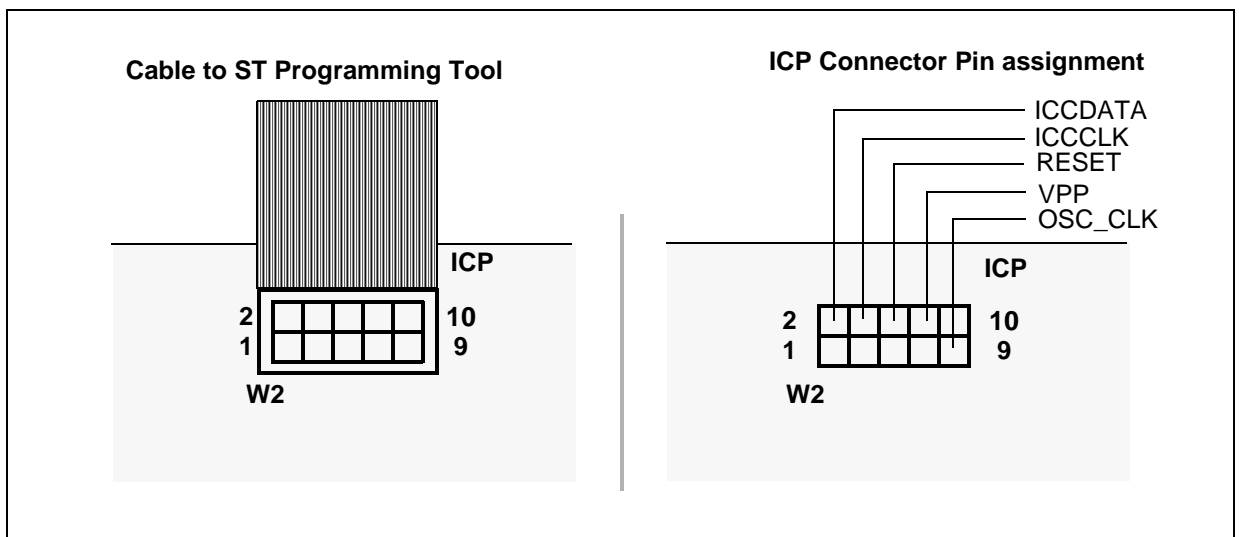 Cable to ST Programming Tool
ICP
2
10
1
9
W2
ICP Connector Pin assignment
ICCDATA
ICCCLK
RESET
VPP
OSC_CLK
ICP
2
10
1
9
W2